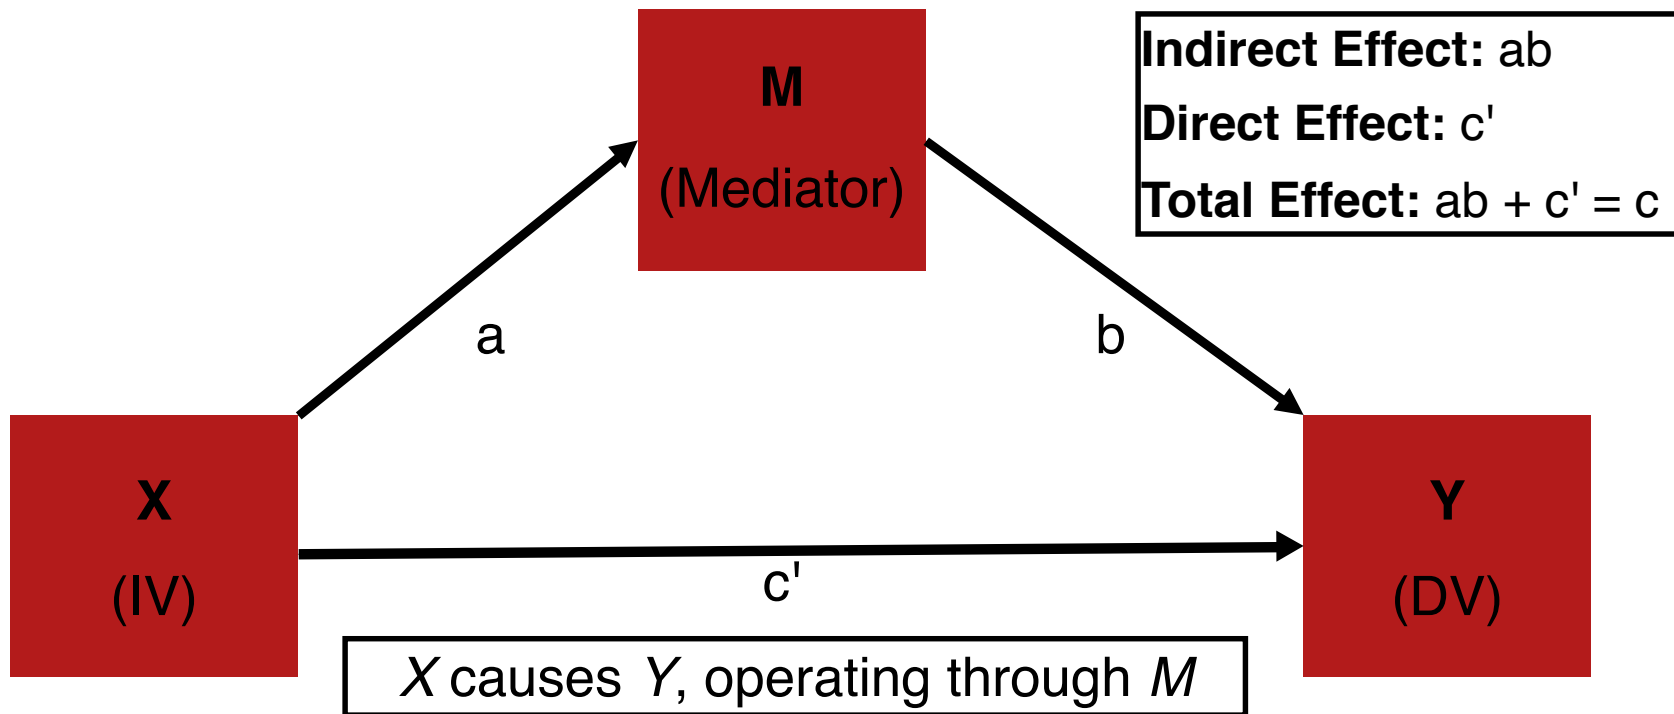 M
(Mediator)
Indirect Effect: ab
Direct Effect: c'
Total Effect: ab + c' = c
a
b
X
(IV)
c'
Y
(DV)
X causes Y, operating through M